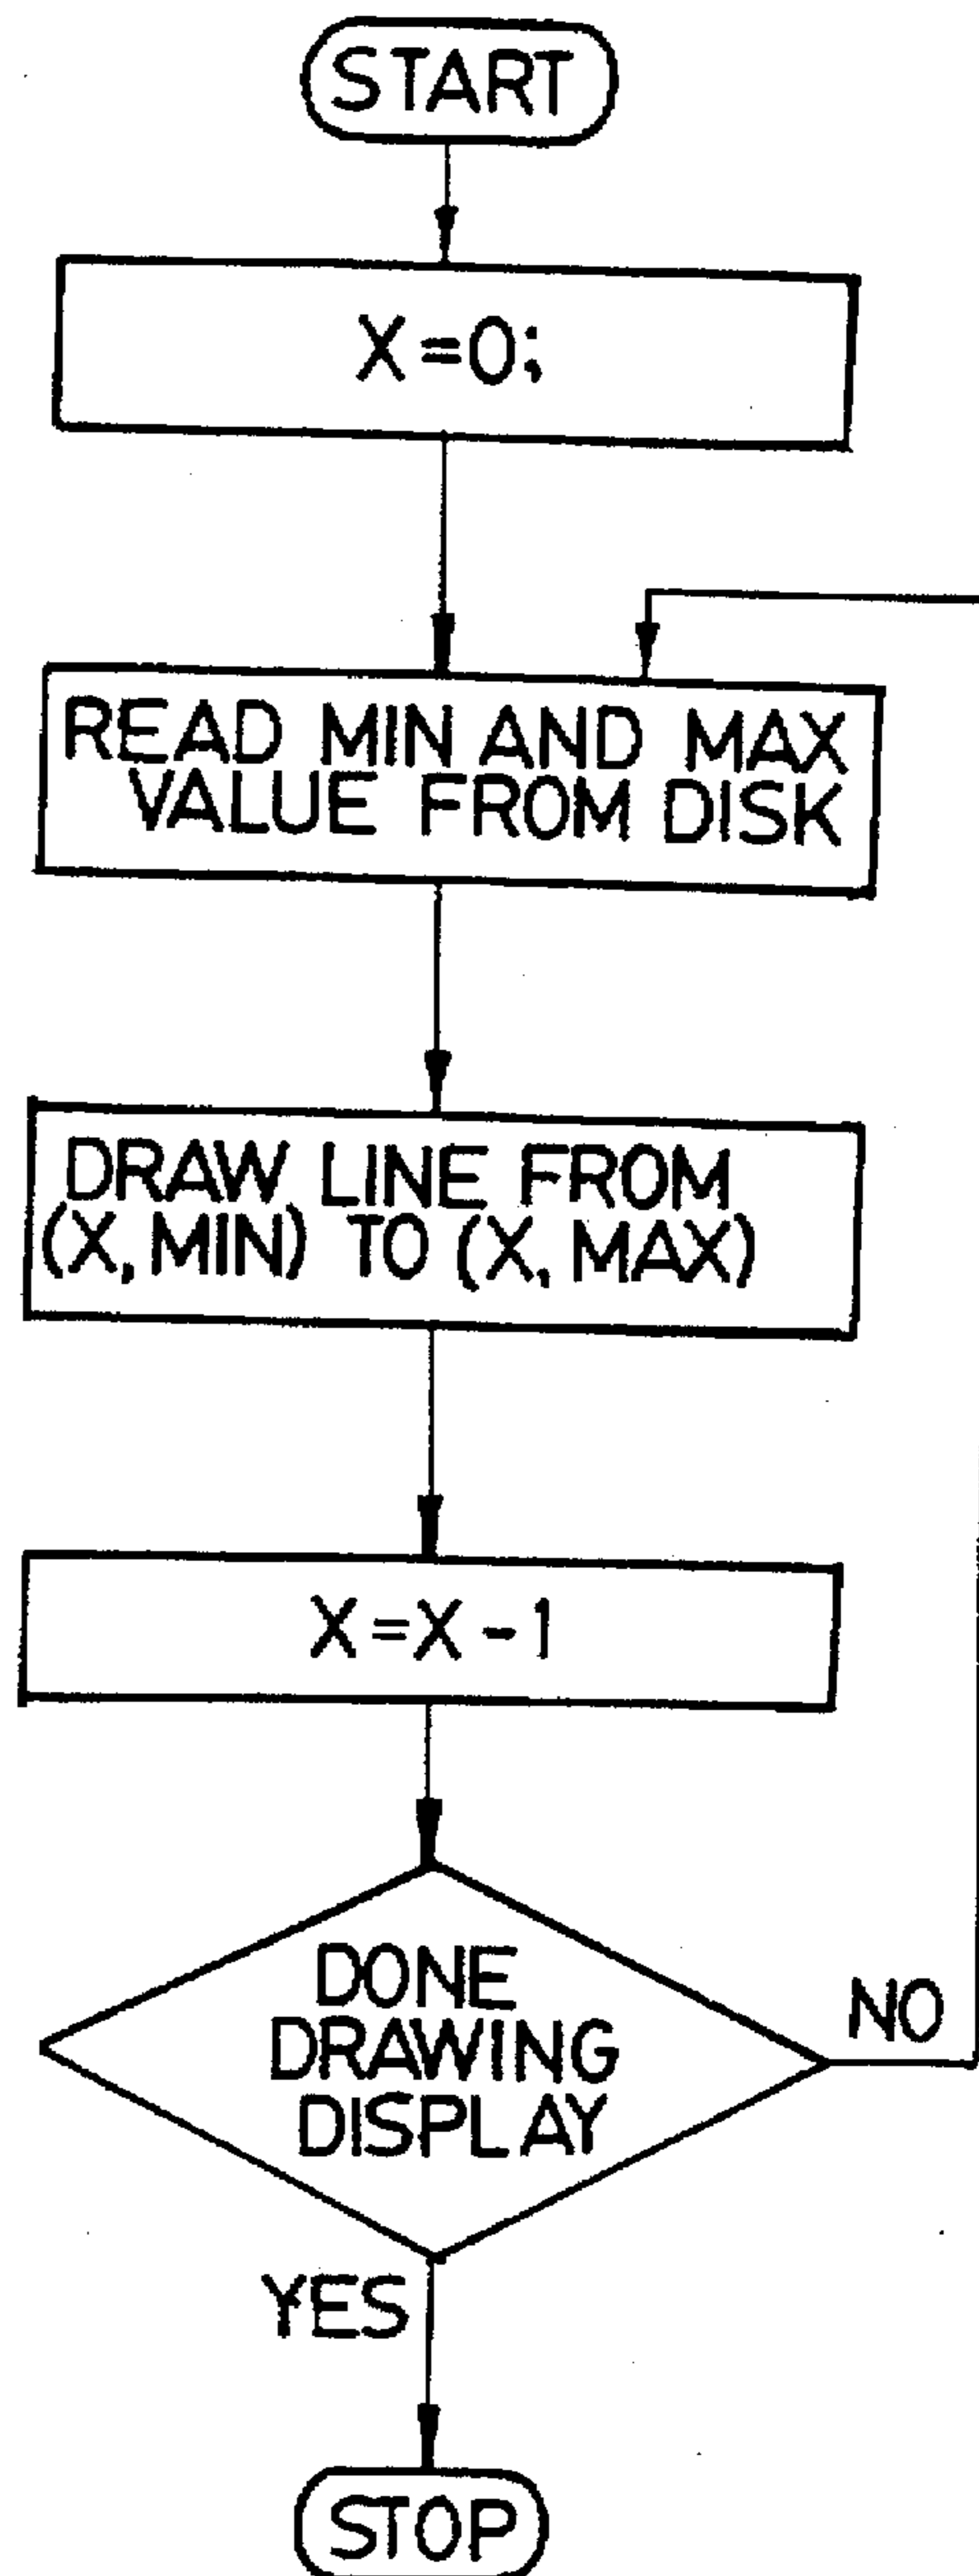 START
X=0;
READ MIN AND MAX
VALUE FROM DISK
DRAW LINE FROM
(X, MIN) TO (X, MAX)
X=X-1
DONE
DRAWING
DISPLAY
NO
YES
STOP